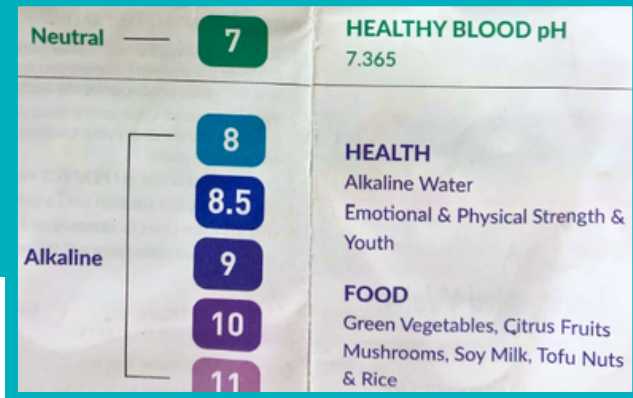 Neutral
7
HEALTHY BLOOD pH
7.365
Alkaline
8
8.5
9
10
11
HEALTH
Alkaline Water
Emotional & Physical Strength &
Youth
FOOD
Green Vegetables, Citrus Fruits
Mushrooms, Soy Milk, Tofu Nuts
& Rice